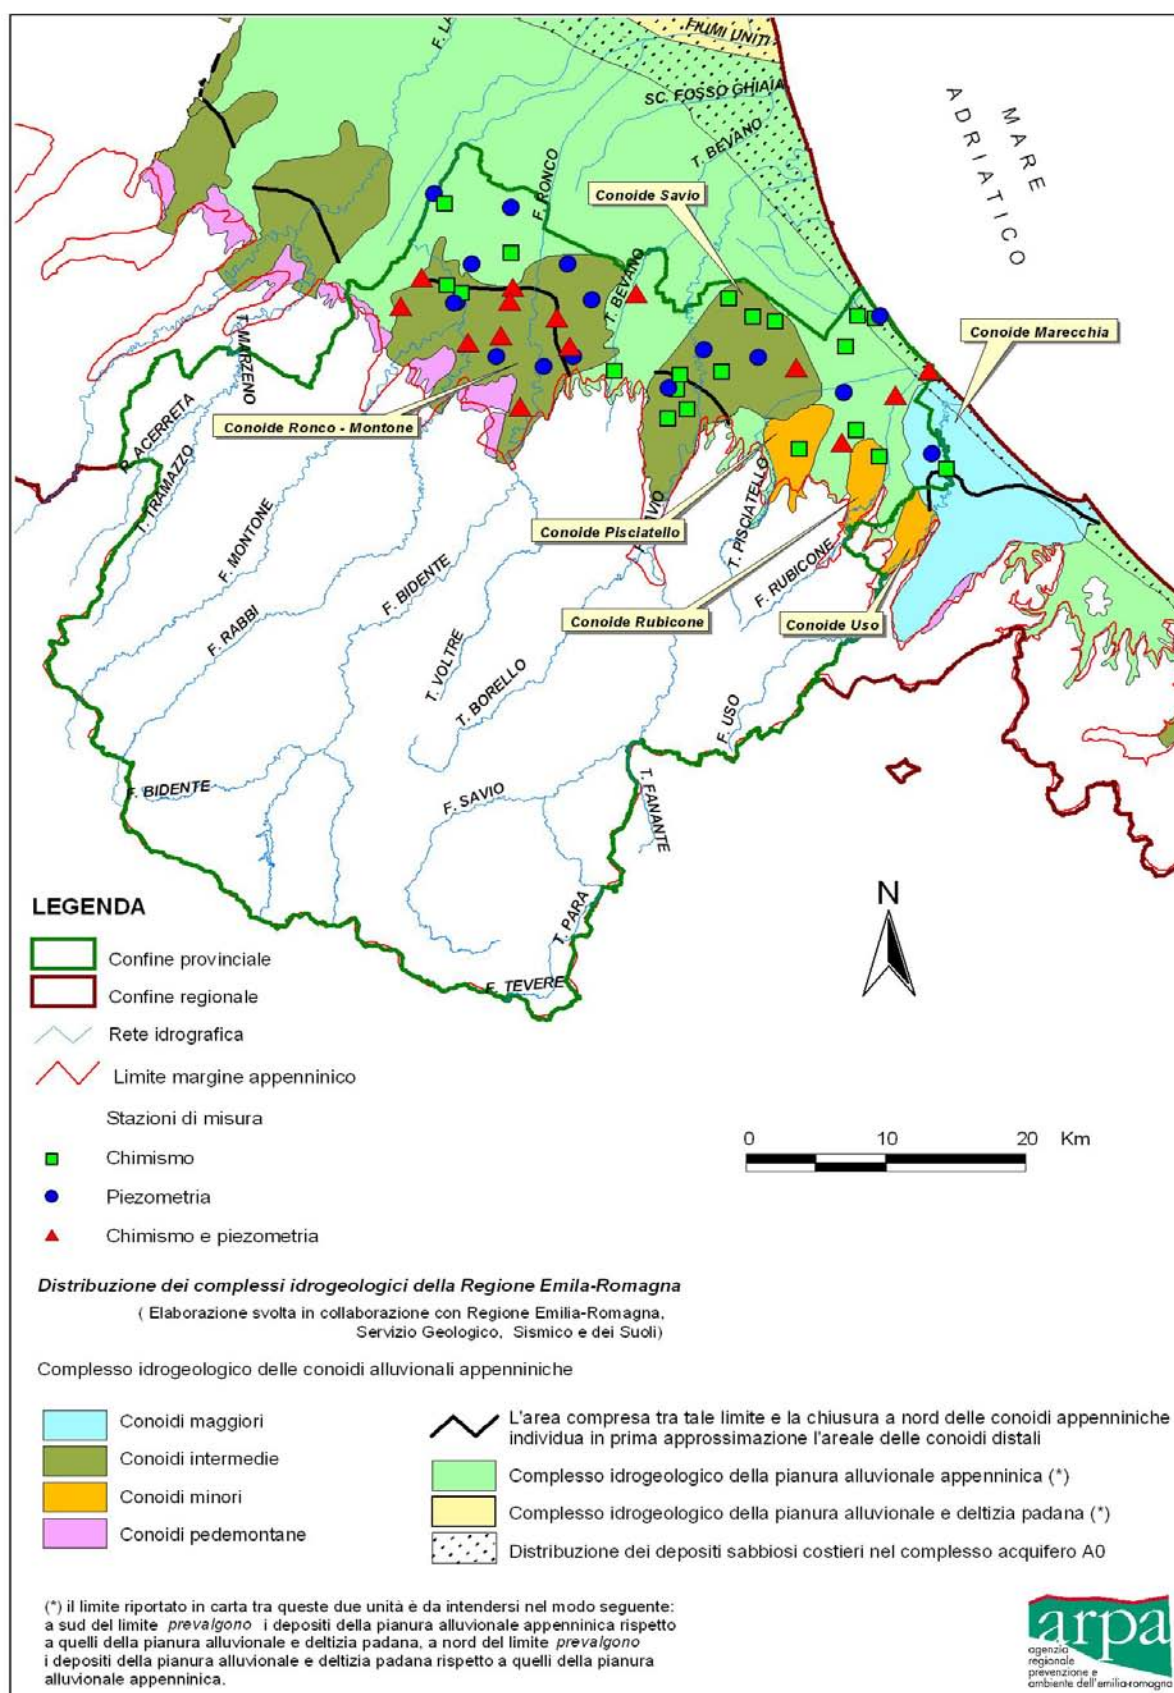 FIUMI UNITI
SC. FOSSO GHIAIA
T. BEVANO
MARE
ADRIATICO
F. RONCO
Conoide Savio
T. BEVANO
Conoide Marecchia
T. MARZENO
Conoide Ronco - Montone
ACERRETA
T. TRAMAZZO
F. MONTONE
T. PISCIATELLO
Conoide Pisciatello
F. BIDENTE
F. RUBICONE
F. RABBI
Conoide Rubicone
Conoide Uso
T. VOLTRE
T. BORELLO
F. USO
F. BIDENTE
F. SAVIO
T. FANANTE
N
LEGENDA
T. PARA
Confine provinciale
F. TEVERE
Confine regionale
Rete idrografica
Limite margine appenninico
Stazioni di misura
0 10 20 Km
Chimismo
Piezometria
Chimismo e piezometria
Distribuzione dei complessi idrogeologici della Regione Emila-Romagna
( Elaborazione svolta in collaborazione con Regione Emilia-Romagna,
Servizio Geologico, Sismico e dei Suoli)
Complesso idrogeologico delle conoidi alluvionali appenniniche
Conoidi maggiori
Conoidi intermedie
Conoidi minori
Conoidi pedemontane
L'area compresa tra tale limite e la chiusura a nord delle conoidi appenniniche
individua in prima approssimazione l'areale delle conoidi distali
Complesso idrogeologico della pianura alluvionale appenninica (*)
Complesso idrogeologico della pianura alluvionale e deltizia padana (*)
Distribuzione dei depositi sabbiosi costieri nel complesso acquifero A0
(*) il limite riportato in carta tra queste due unità è da intendersi nel modo seguente:
a sud del limite prevalgono i depositi della pianura alluvionale appenninica rispetto
a quelli della pianura alluvionale e deltizia padana, a nord del limite prevalgono
i depositi della pianura alluvionale e deltizia padana rispetto a quelli della pianura
alluvionale appenninica.
arpa
agenzia
regionale
prevenzione e
ambiente dell'emilia-romagna